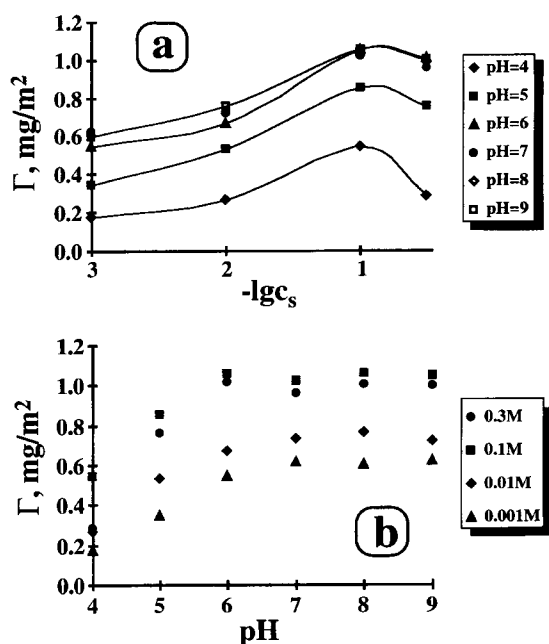 a
Γ, mg/m²
1.2
1.0
0.8
0.6
0.4
0.2
0.0
3 2 1
-lgcₛ
pH=4
pH=5
pH=6
pH=7
pH=8
pH=9
b
Γ, mg/m²
1.2
1.0
0.8
0.6
0.4
0.2
0.0
4 5 6 7 8 9
pH
0.3M
0.1M
0.01M
0.001M